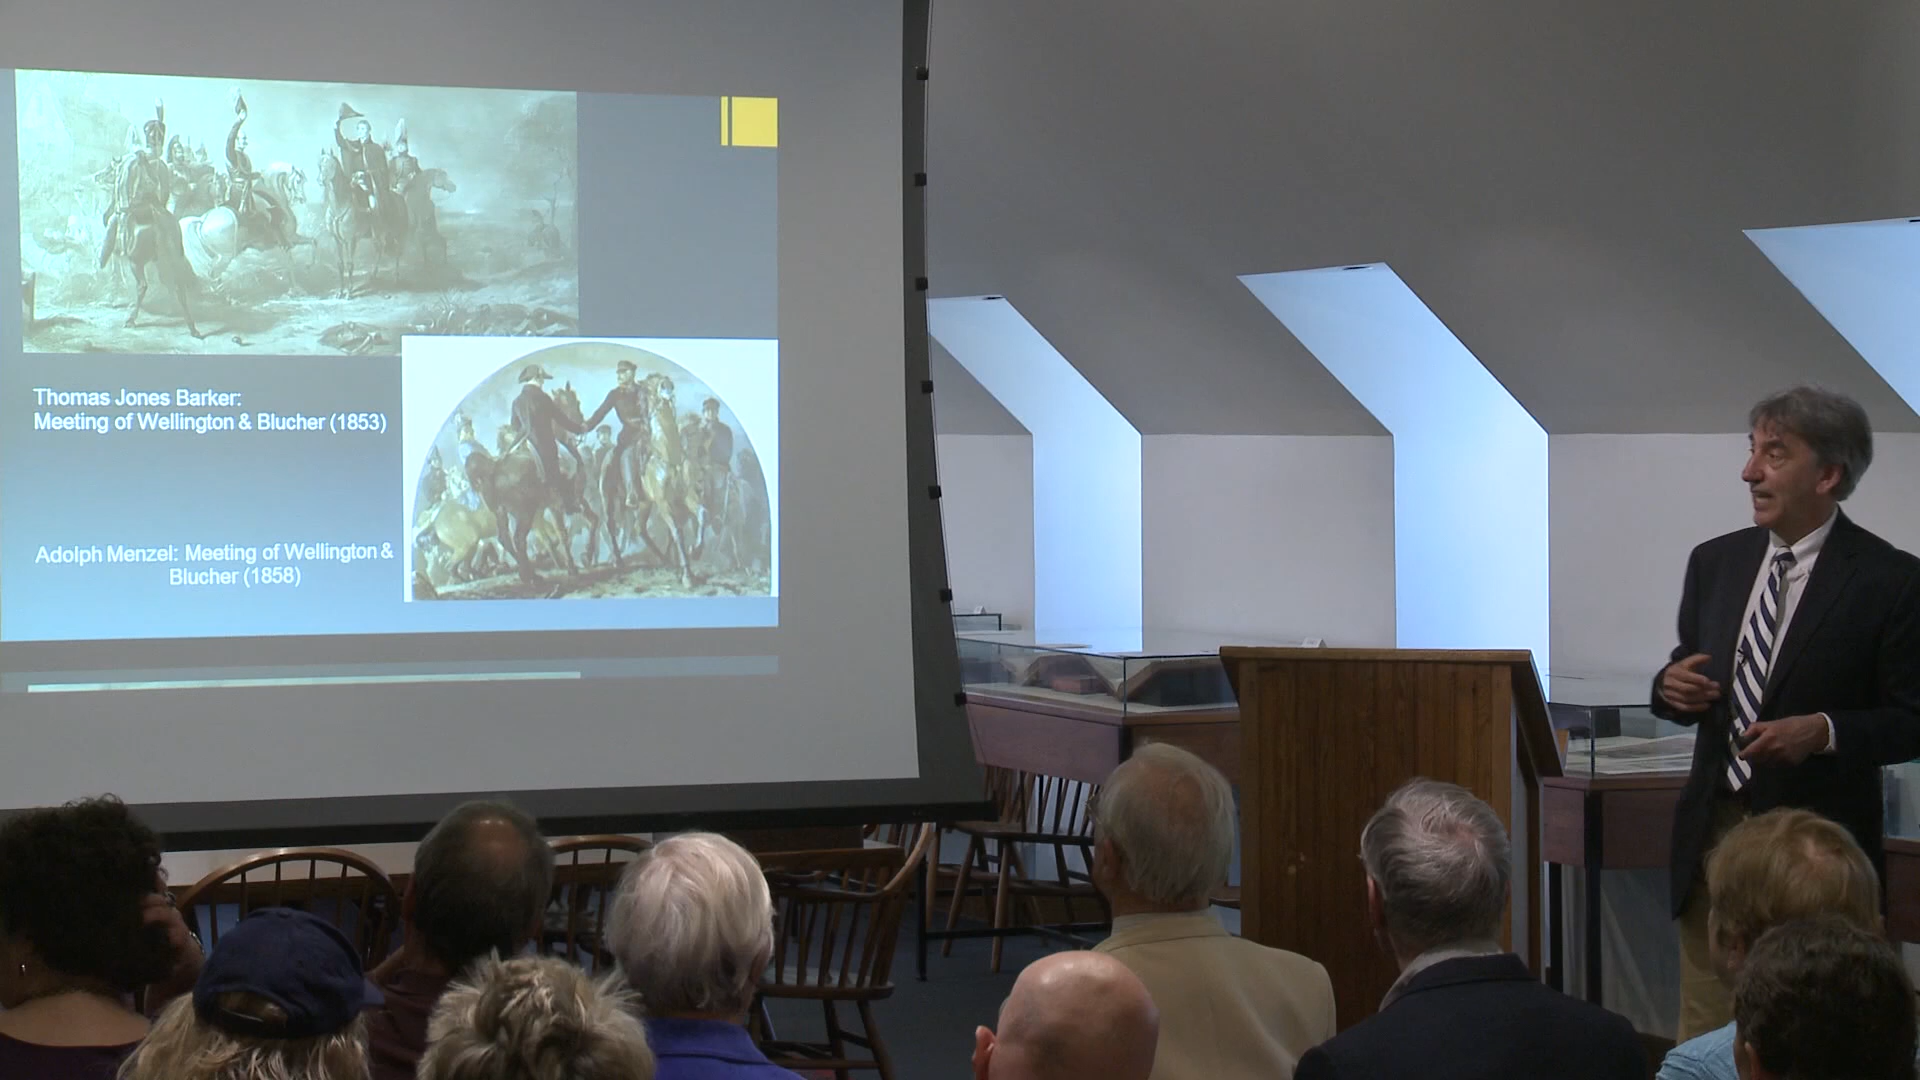 Thomas Jones Barker:
Meeting of Wellington & Blucher (1853)
Adolph Menzel: Meeting of Wellington &
Blucher (1858)